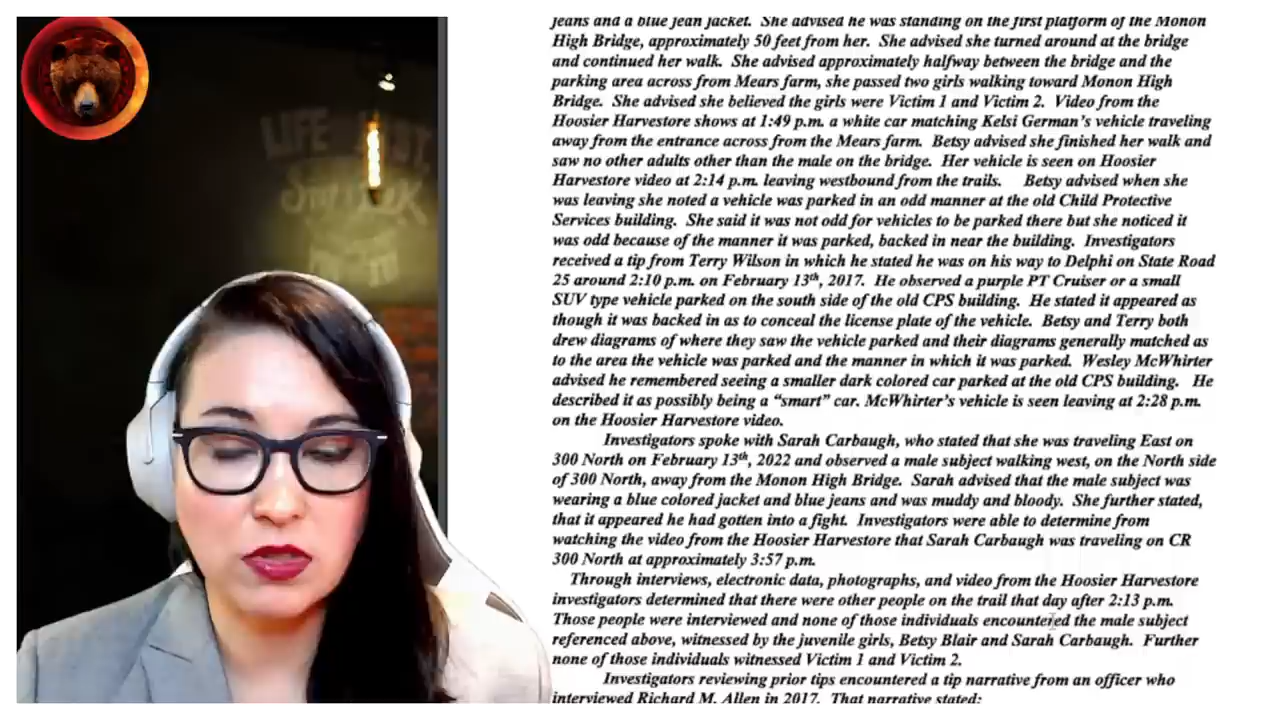 LIFE
jeans and a blue jean jacket. She advised he was standing on the first platform of the Monon
High Bridge, approximately 50 feet from her. She advised she turned around at the bridge
and continued her walk. She advised approximately halfway between the bridge and the
parking area across from Mears farm, she passed two girls walking toward Monon High
Bridge. She advised she believed the girls were Victim 1 and Victim 2. Video from the
Hoosier Harvestore shows at 1:49 p.m. a white car matching Kelsi German's vehicle traveling
away from the entrance across from the Mears farm. Betsy advised she finished her walk and
saw no other adults other than the male on the bridge. Her vehicle is seen on Hoosier
Harvestore video at 2:14 p.m. leaving westbound from the trails. Betsy advised when she
was leaving she noted a vehicle was parked in an odd manner at the old Child Protective
Services building. She said it was not odd for vehicles to be parked there but she noticed it
was odd because of the manner it was parked, backed in near the building. Investigators
received a tip from Terry Wilson in which he stated he was on his way to Delphi on State Road
25 around 2:10 p.m. on February 13th, 2017. He observed a purple PT Cruiser or a small
SUV type vehicle parked on the south side of the old CPS building. He stated it appeared as
though it was backed in as to conceal the license plate of the vehicle. Betsy and Terry both
drew diagrams of where they saw the vehicle parked and their diagrams generally matched as
to the area the vehicle was parked and the manner in which it was parked. Wesley McWhirter
advised he remembered seeing a smaller dark colored car parked at the old CPS building. He
described it as possibly being a “smart” car. McWhirter's vehicle is seen leaving at 2:28 p.m.
on the Hoosier Harvestore video.
Investigators spoke with Sarah Carbaugh, who stated that she was traveling East on
300 North on February 13th, 2022 and observed a male subject walking west, on the North side
of 300 North, away from the Monon High Bridge. Sarah advised that the male subject was
wearing a blue colored jacket and blue jeans and was muddy and bloody. She further stated,
that it appeared he had gotten into a fight. Investigators were able to determine from
watching the video from the Hoosier Harvestore that Sarah Carbaugh was traveling on CR
300 North at approximately 3:57 p.m.
Through interviews, electronic data, photographs, and video from the Hoosier Harvestore
investigators determined that there were other people on the trail that day after 2:13 p.m.
Those people were interviewed and none of those individuals encountered the male subject
referenced above, witnessed by the juvenile girls, Betsy Blair and Sarah Carbaugh. Further
none of those individuals witnessed Victim 1 and Victim 2.
Investigators reviewing prior tips encountered a tip narrative from an officer who
interviewed Richard M. Allen in 2017. That narrative stated: